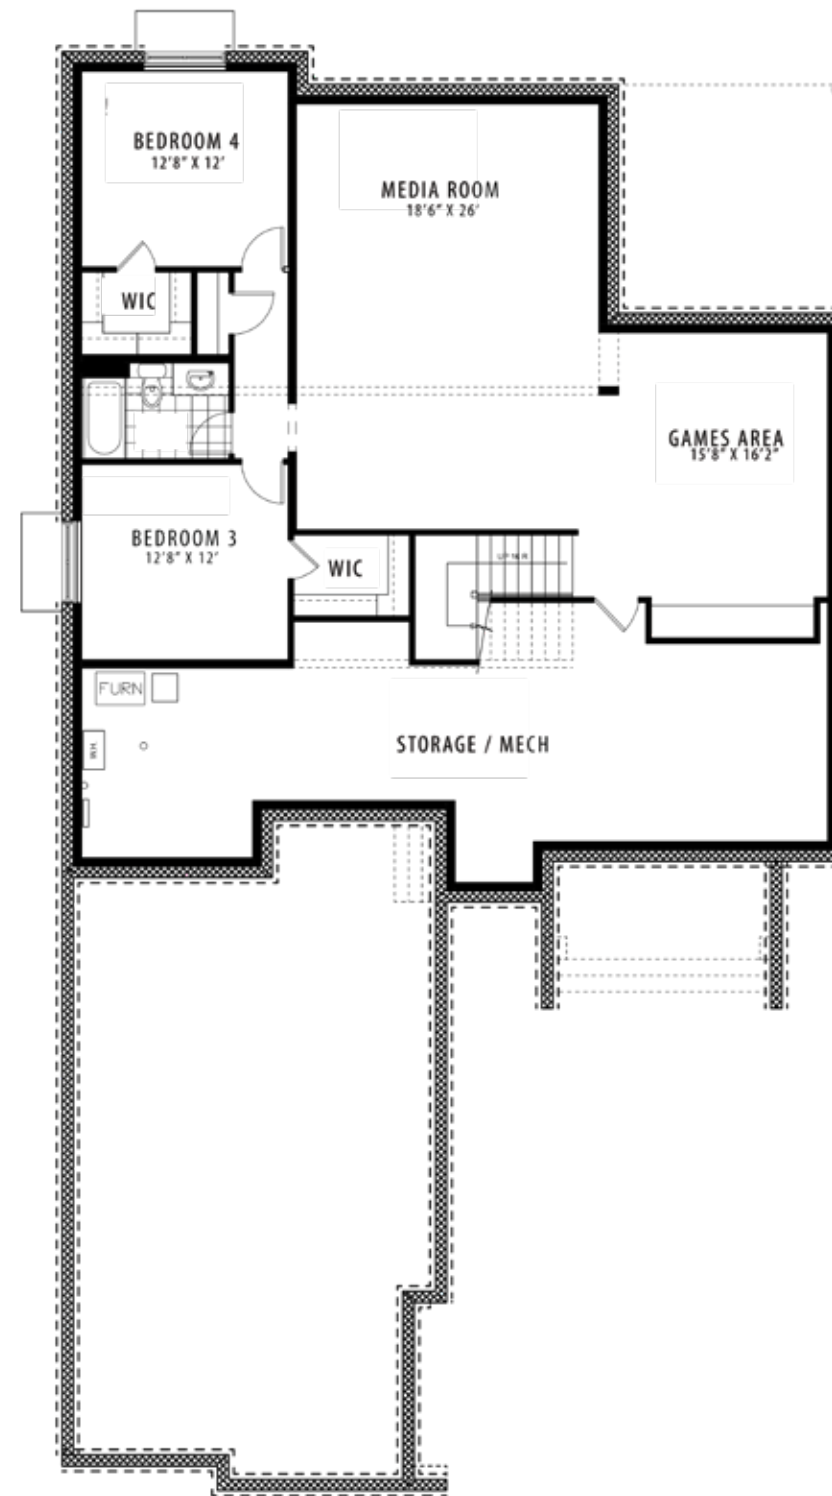 BEDROOM 4
12'8" X 12'
MEDIA ROOM
18'6" X 26'
WIC
GAMES AREA
15'8" X 16'2"
BEDROOM 3
12'8" X 12'
WIC
FURN
W.H.
STORAGE / MECH